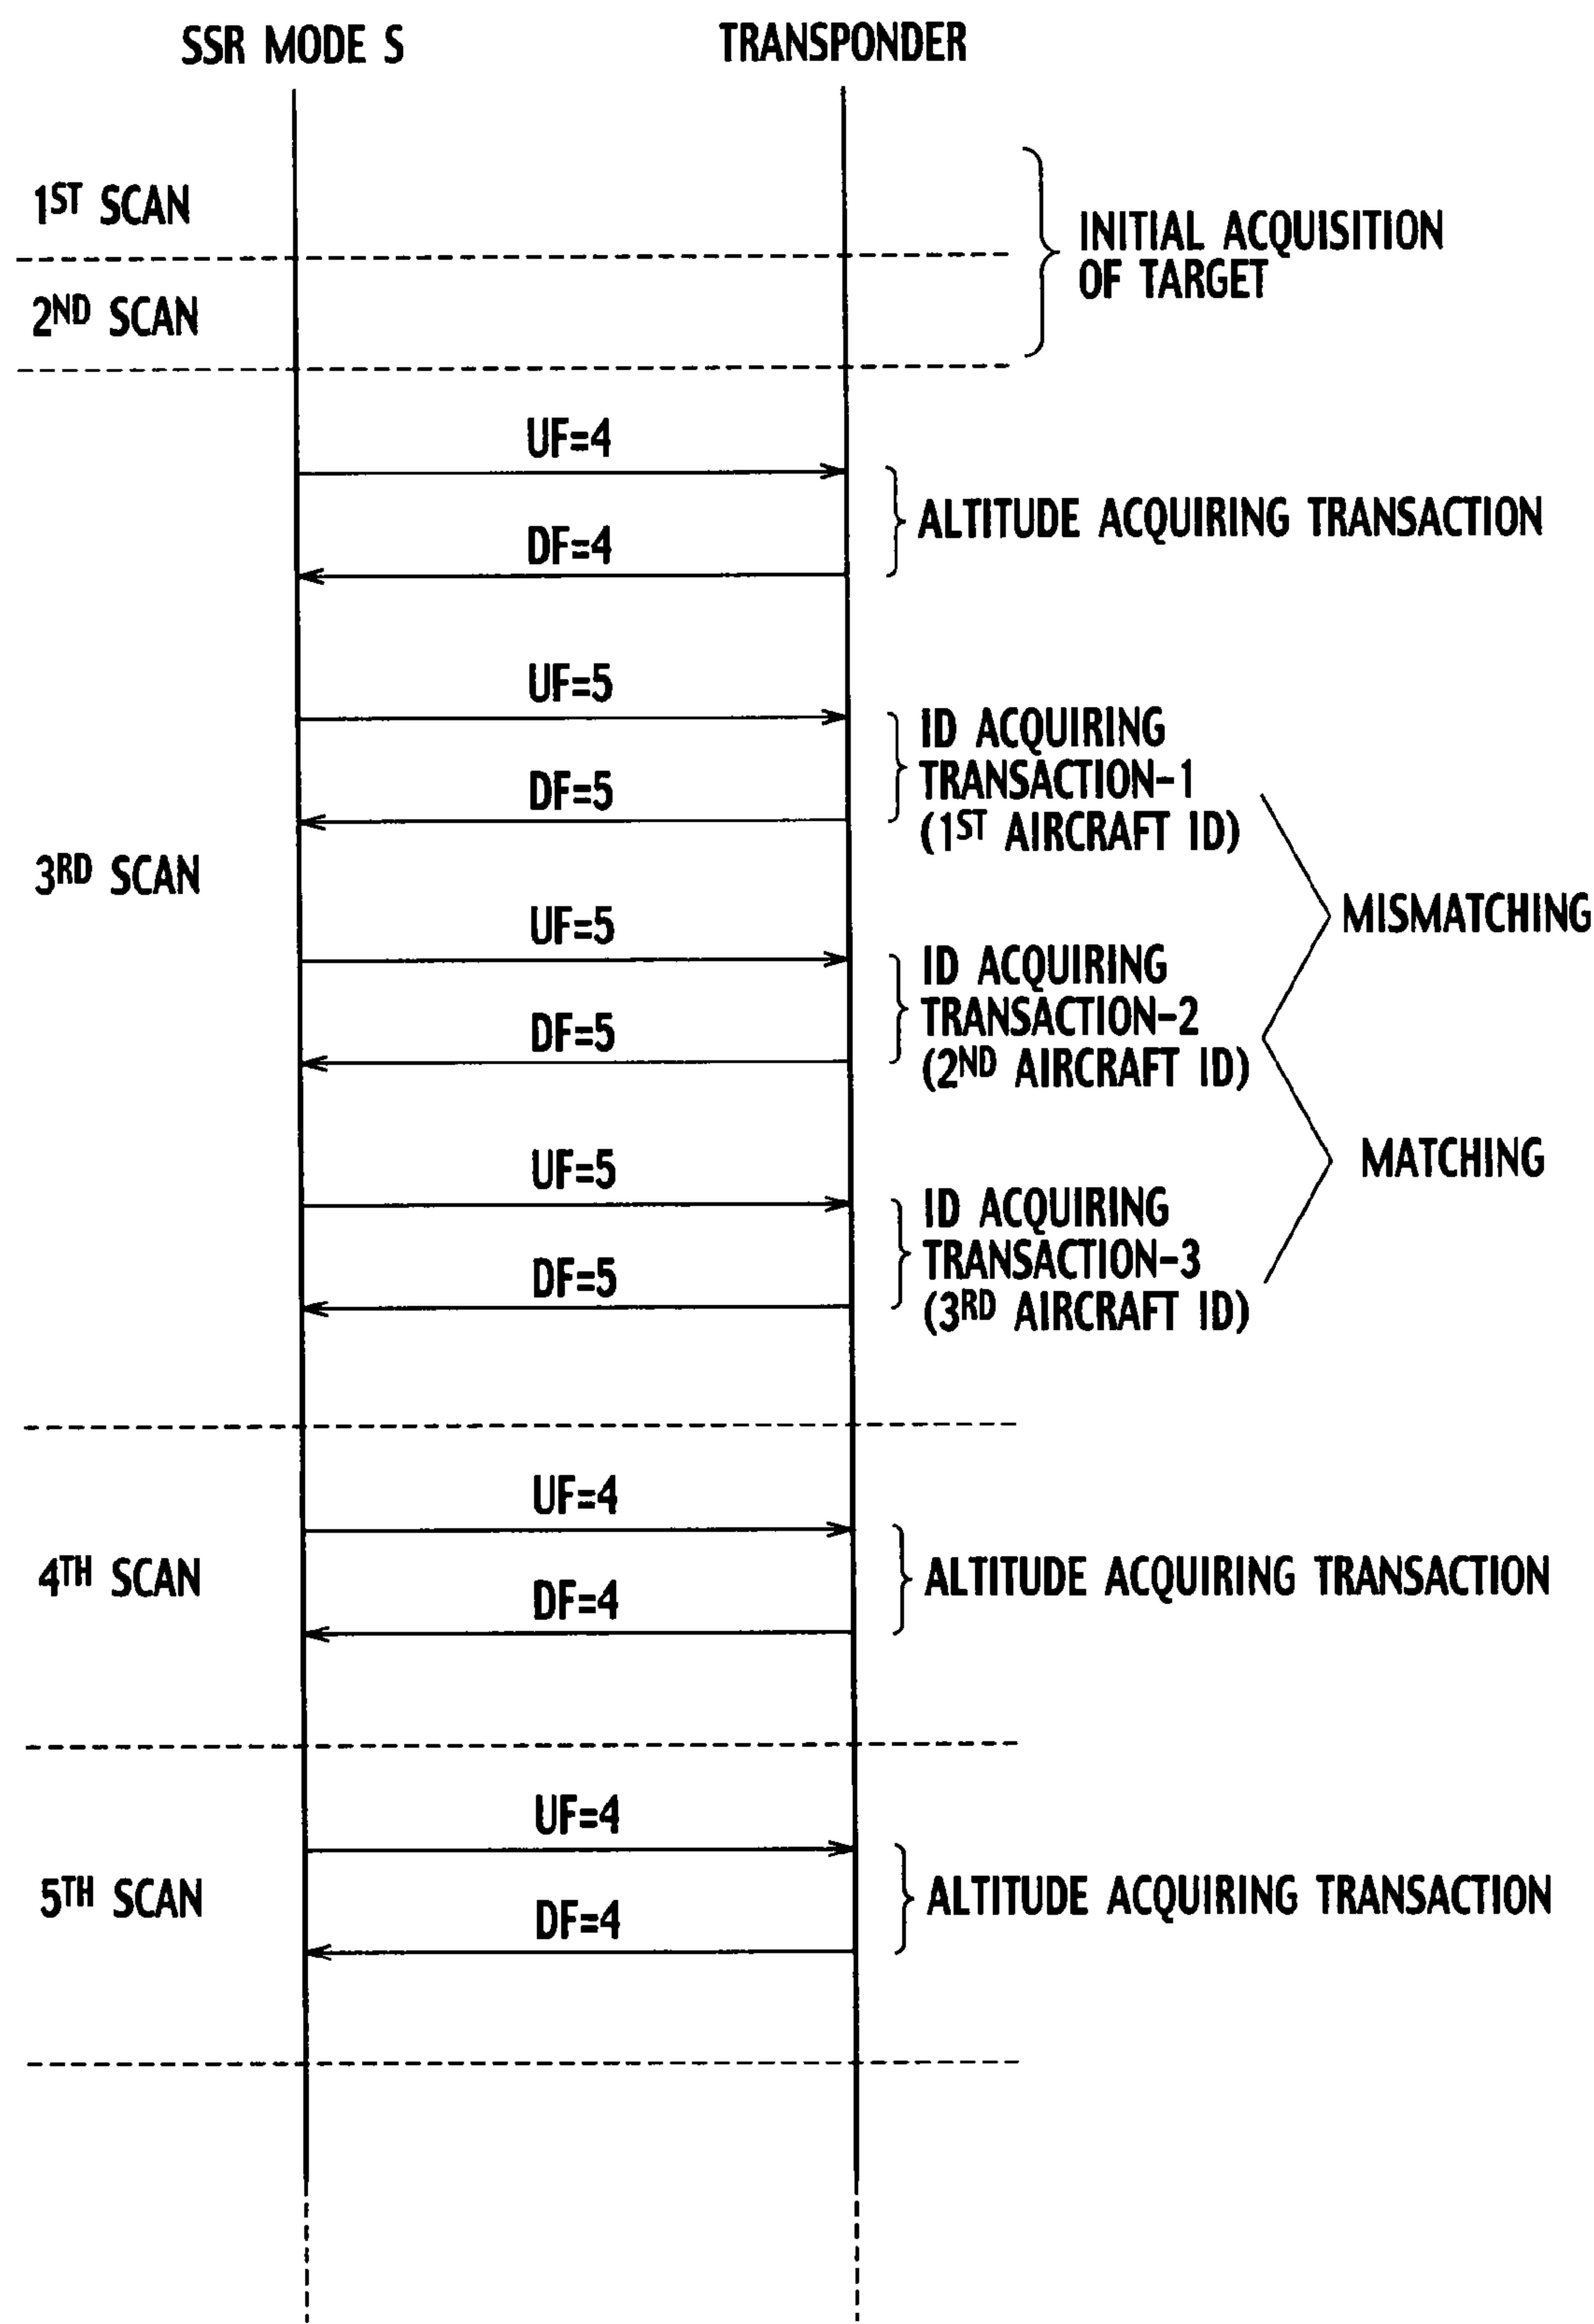 SSR MODE S
TRANSPONDER
1ST SCAN
INITIAL ACQUISITION
OF TARGET
2ND SCAN
UF=4
ALTITUDE ACQUIRING TRANSACTION
DF=4
UF=5
ID ACQUIRING
TRANSACTION-1
(1ST AIRCRAFT ID)
DF=5
3RD SCAN
MISMATCHING
UF=5
ID ACQUIRING
TRANSACTION-2
(2ND AIRCRAFT ID)
DF=5
MATCHING
UF=5
ID ACQUIRING
TRANSACTION-3
(3RD AIRCRAFT ID)
DF=5
UF=4
4TH SCAN
ALTITUDE ACQUIRING TRANSACTION
DF=4
UF=4
5TH SCAN
ALTITUDE ACQUIRING TRANSACTION
DF=4